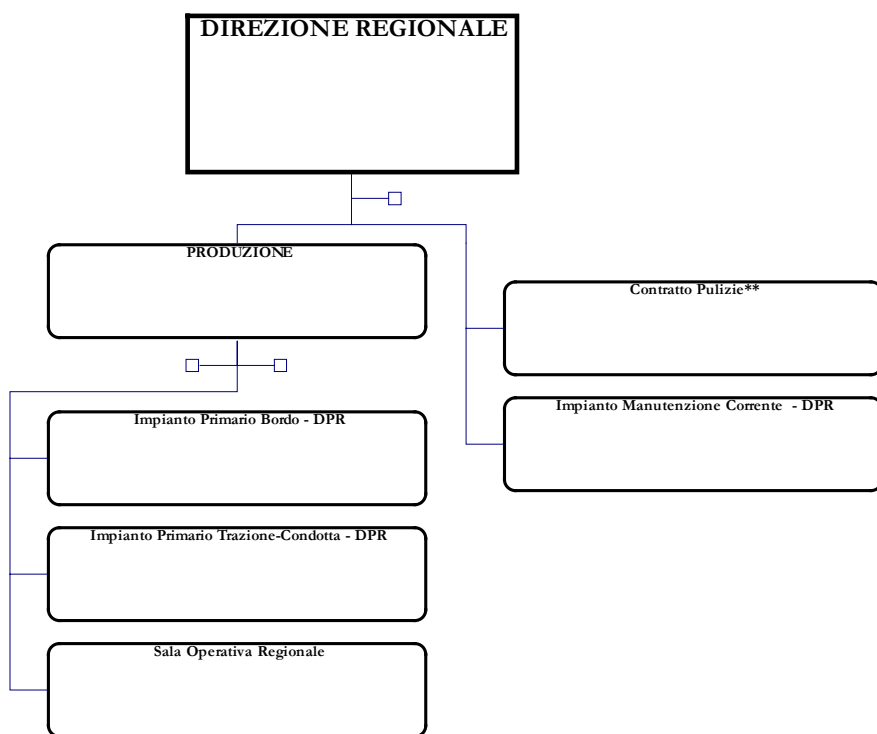 DIREZIONE REGIONALE
PRODUZIONE
Contratto Pulizie**
Impianto Primario Bordo - DPR
Impianto Manutenzione Corrente - DPR
Impianto Primario Trazione-Condotta - DPR
Sala Operativa Regionale